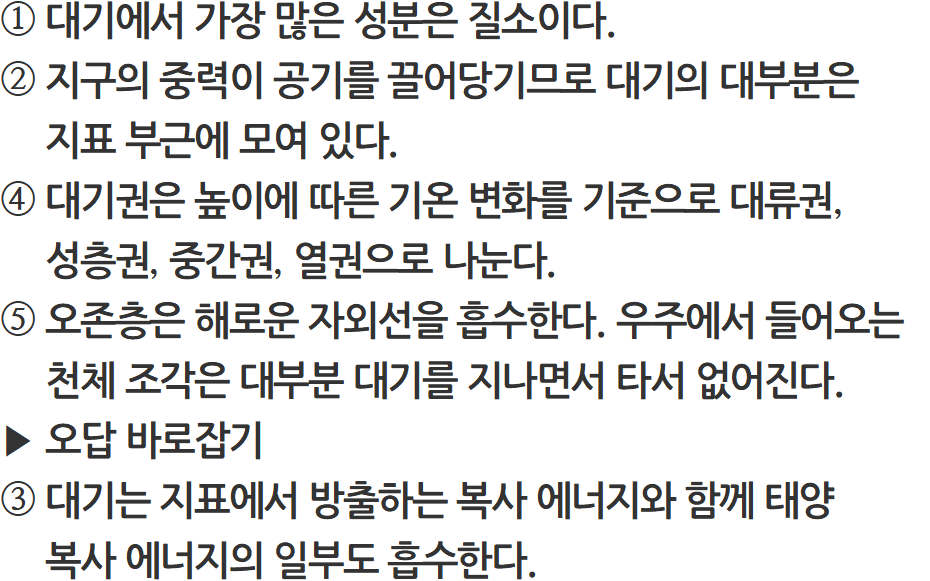 ① 대기에서 가장 많은 성분은 질소이다.
② 지구의 중력이 공기를 끌어당기므로 대기의 대부분은
지표 부근에 모여 있다.
④ 대기권은 높이에 따른 기온 변화를 기준으로 대류권,
성층권, 중간권, 열권으로 나눈다.
⑤ 오존층은 해로운 자외선을 흡수한다. 우주에서 들어오는
천체 조각은 대부분 대기를 지나면서 타서 없어진다.
▶ 오답 바로잡기
③ 대기는 지표에서 방출하는 복사 에너지와 함께 태양
복사 에너지의 일부도 흡수한다.